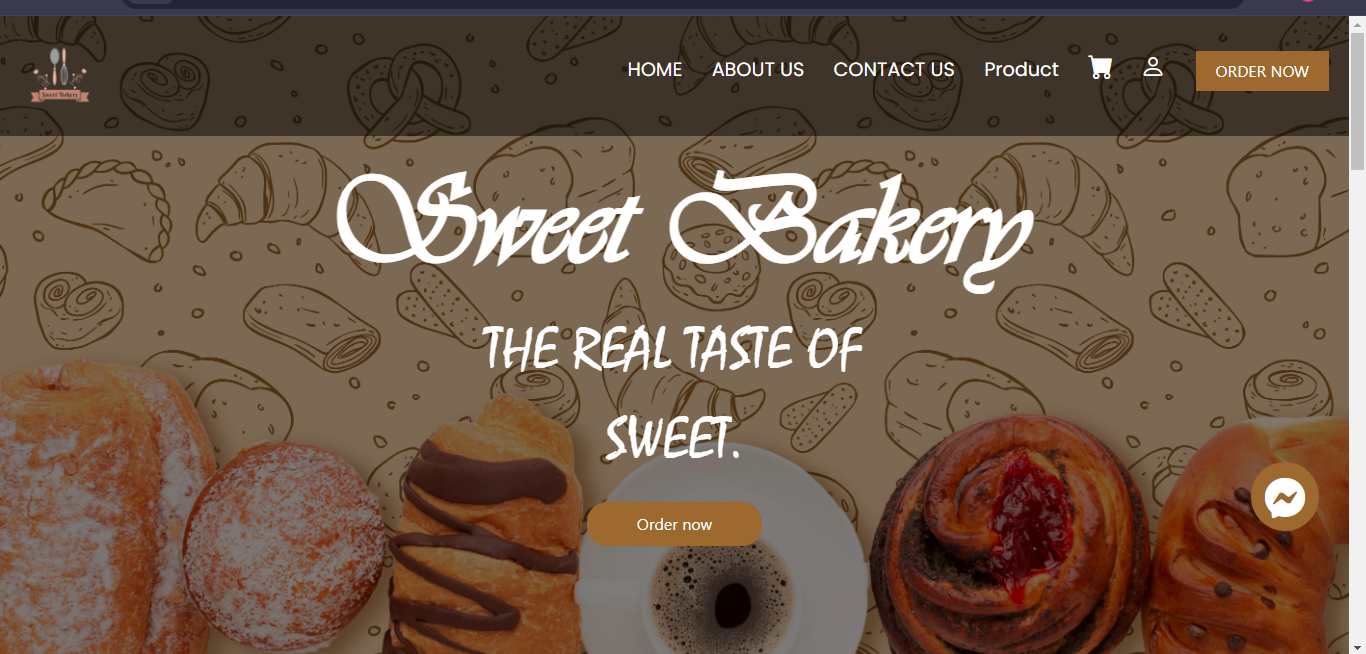 Sweet Bakery
HOME ABOUT US CONTACT US Product ORDER NOW
Sweet Bakery
THE REAL TASTE OF
SWEET.
Order now